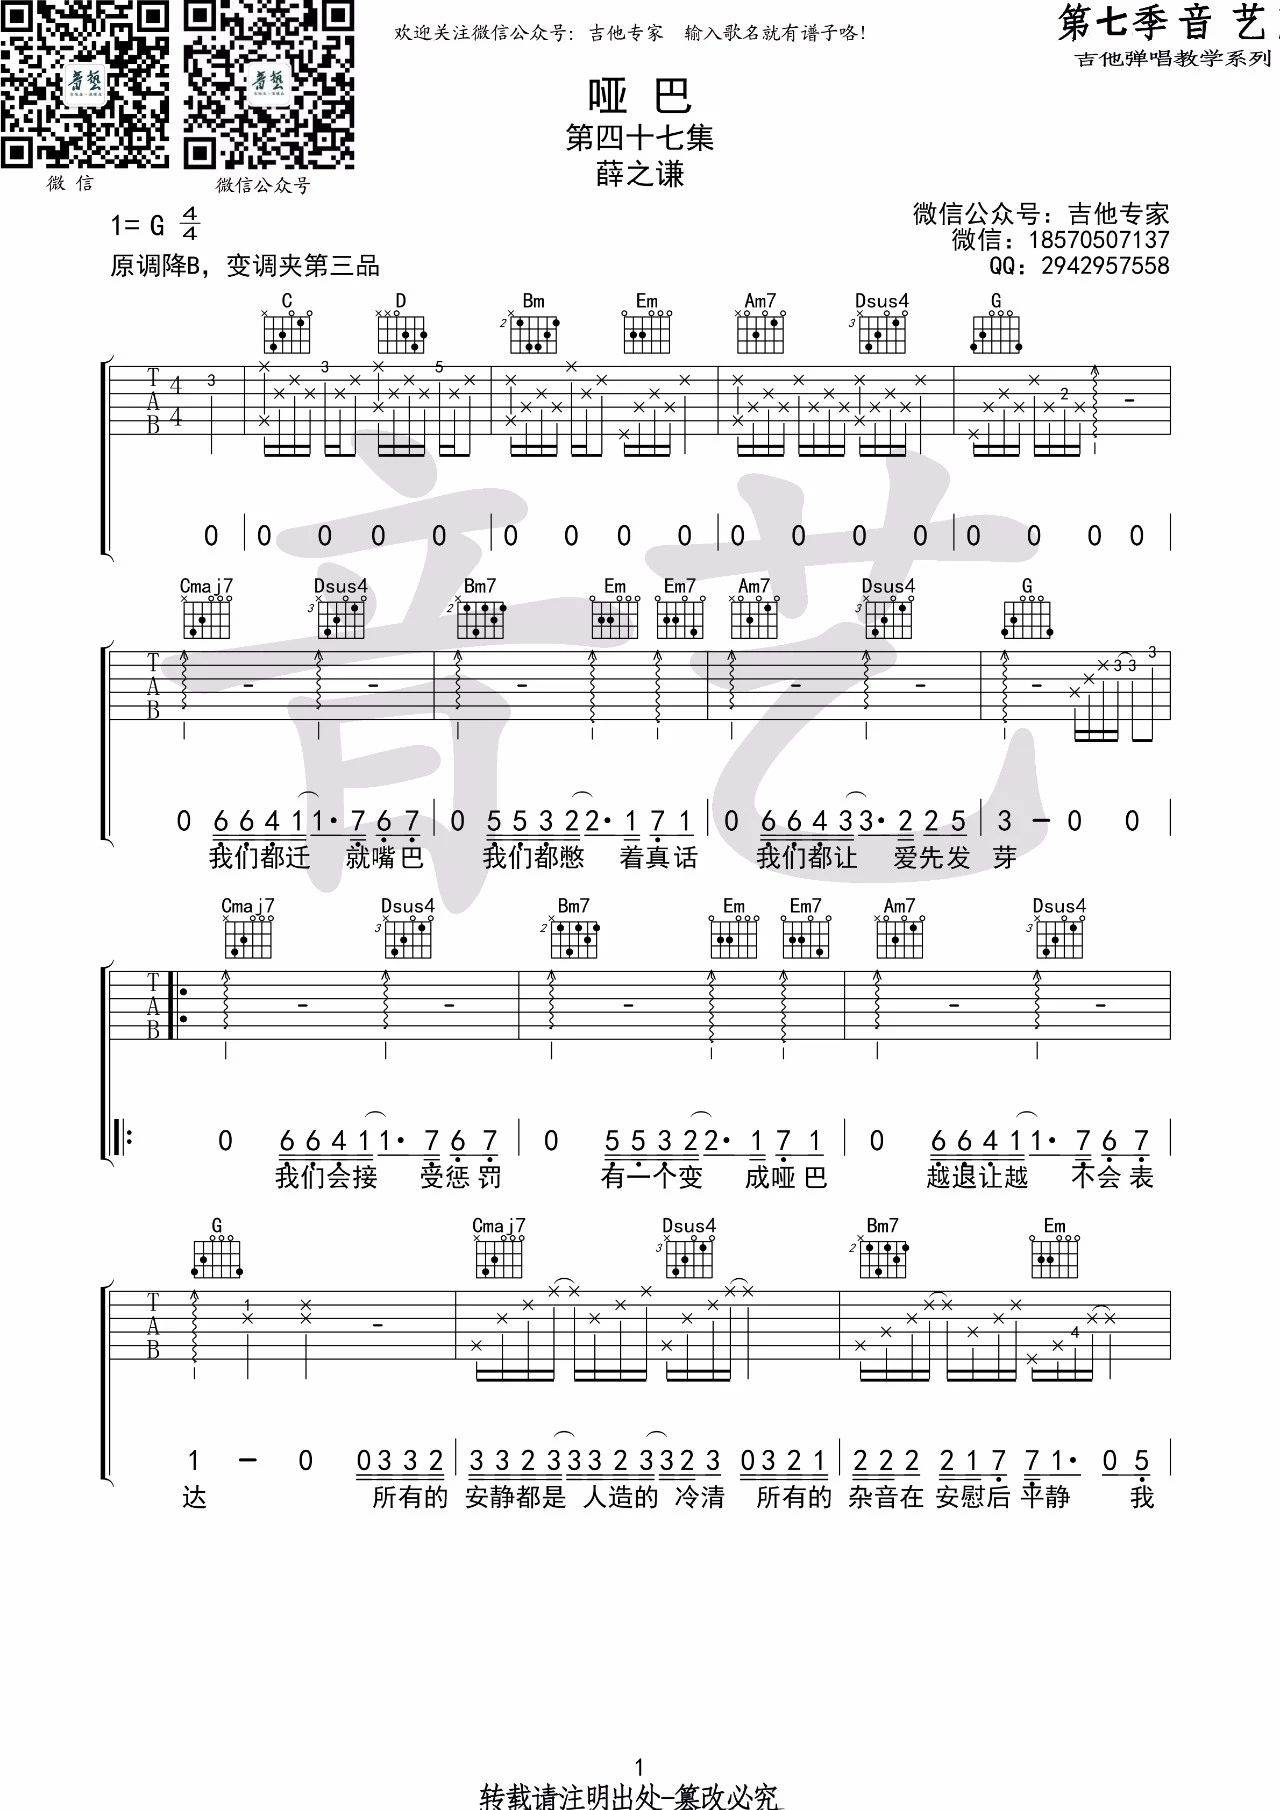 欢迎关注微信公众号：吉他专家　输入歌名就有谱子咯！
第七季音艺
吉他弹唱教学系列
微信
微信公众号
哑巴
第四十七集
薛之谦
1= G 4/4
原调降B，变调夹第三品
微信公众号：吉他专家
微信：18570507137
QQ：2942957558
C D Bm Em Am7 Dsus4 G
2 3
T A B 4 4 3 3 5 2
0 0 0 0 0 0 0 0 0 0 0 0 0 0 0 0 0
Cmaj7 Dsus4 Bm7 Em Em7 Am7 Dsus4 G
3 2 3
T A B 3 3 3
0 6 6 4 1 1· 7 6 7 0 5 5 3 2 2· 1 7 1 0 6 6 4 3 3· 2 2 5 3 — 0 0
我们都迁 就嘴巴 我们都憋 着真话 我们都让 爱先发 芽
Cmaj7 Dsus4 Bm7 Em Em7 Am7 Dsus4
3 2 3
T A B
0 6 6 4 1 1· 7 6 7 0 5 5 3 2 2· 1 7 1 0 6 6 4 1 1· 7 6 7
我们会接 受惩罚 有一个变 成哑巴 越退让越 不会表
G Cmaj7 Dsus4 Bm7 Em
3 2
T A B 1 4
1 — 0 0 3 3 2 3 3 2 3 3 3 2 3 3 2 3 0 3 2 1 2 2 2 2 1 7 7 1· 0 5
达 所有的 安静都是 人造的 冷清 所有的 杂音在 安慰后 平静 我
1
转载请注明出处-篡改必究
音艺